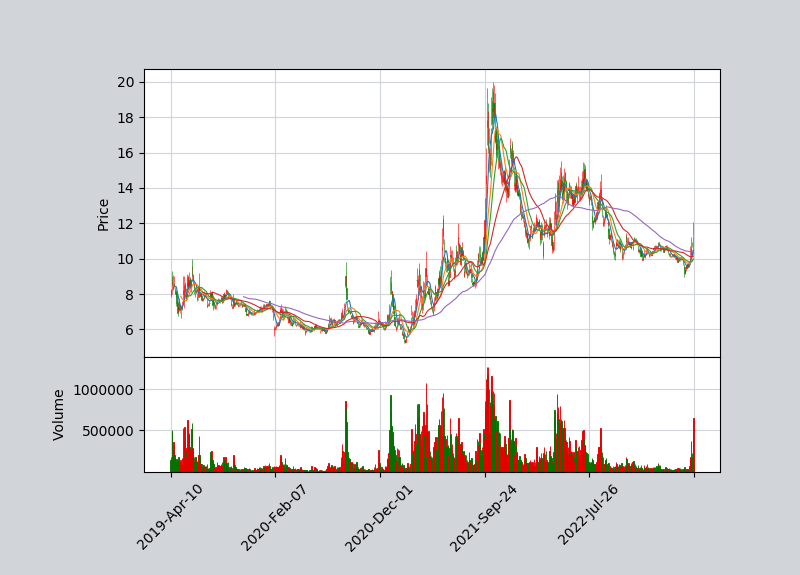 20
18
16
14
12
10
8
6
Price
1000000
500000
Volume
2019-Apr-10
2020-Feb-07
2020-Dec-01
2021-Sep-24
2022-Jul-26